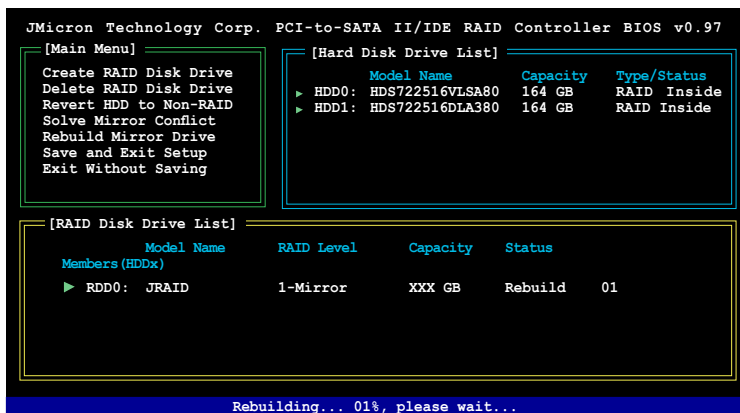 JMicron Technology Corp. PCI-to-SATA II/IDE RAID Controller BIOS v0.97
[Main Menu]
Create RAID Disk Drive
Delete RAID Disk Drive
Revert HDD to Non-RAID
Solve Mirror Conflict
Rebuild Mirror Drive
Save and Exit Setup
Exit Without Saving
[Hard Disk Drive List]
Model Name Capacity Type/Status
HDD0: HDS722516VLSA80 164 GB RAID Inside
HDD1: HDS722516DLA380 164 GB RAID Inside
[RAID Disk Drive List]
Model Name RAID Level Capacity Status
Members(HDDx)
RDD0: JRAID 1-Mirror XXX GB Rebuild 01
Rebuilding... 01%, please wait...